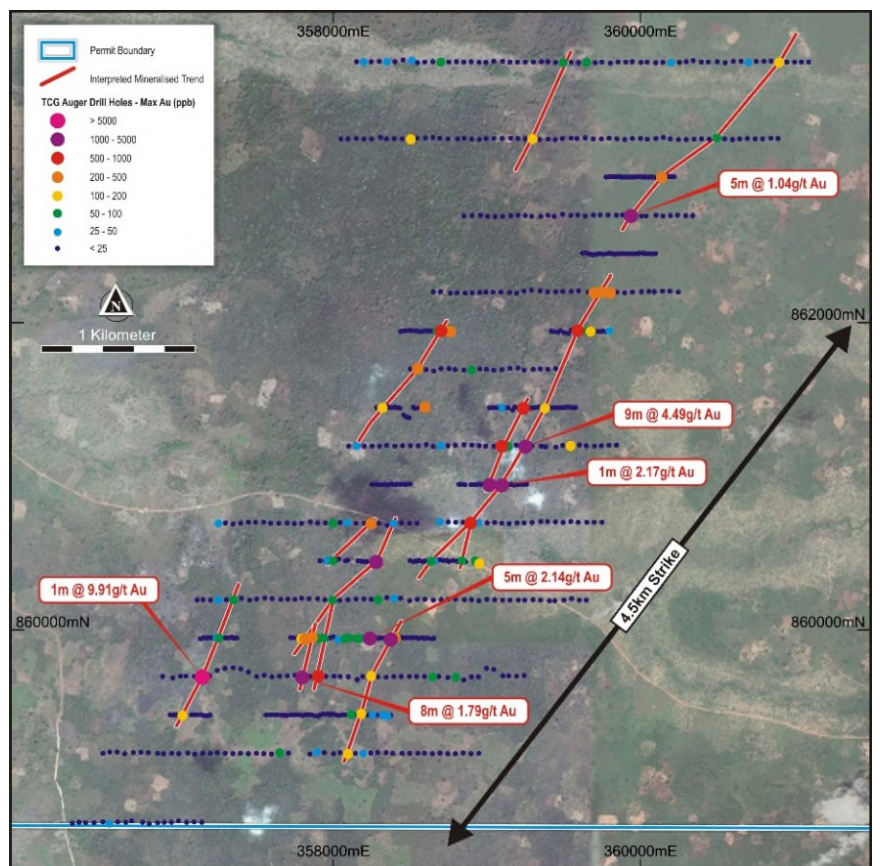 358000mE
360000mE
Permit Boundary
Interpreted Mineralised Trend
TCG Auger Drill Holes - Max Au (ppb)
> 5000
1000 - 5000
500 - 1000
200 - 500
100 - 200
50 - 100
25 - 50
< 25
N
1 Kilometer
5m @ 1.04g/t Au
862000mN
9m @ 4.49g/t Au
1m @ 2.17g/t Au
5m @ 2.14g/t Au
1m @ 9.91g/t Au
4.5km Strike
860000mN
860000mN
8m @ 1.79g/t Au
358000mE
360000mE